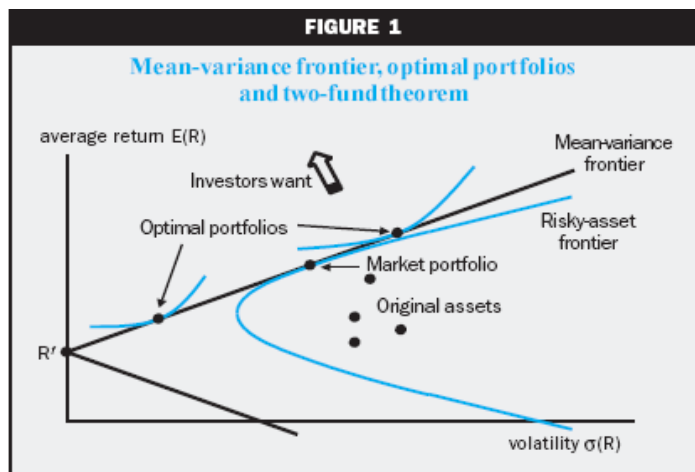 FIGURE 1
Mean-variance frontier, optimal portfolios
and two-fund theorem
average return E(R)
Mean-variance
frontier
Investors want
Optimal portfolios
Risky-asset
frontier
Market portfolio
Original assets
Rᶠ
volatility σ(R)